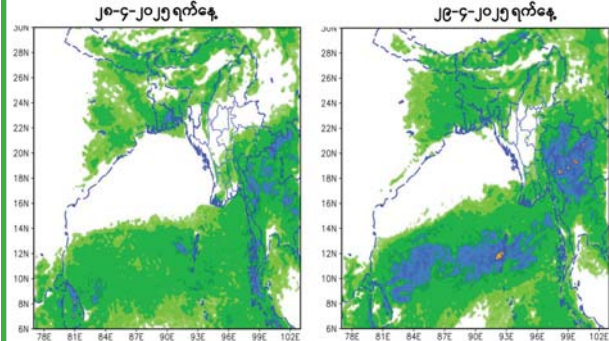 ၂၈-၄-၂၀၂၅ ရက်နေ့
၂၉-၄-၂၀၂၅ ရက်နေ့
30N
28N
26N
24N
22N
20N
18N
16N
14N
12N
10N
8N
6N
78E 81E 84E 87E 90E 93E 96E 99E 102E
30N
28N
26N
24N
22N
20N
18N
16N
14N
12N
10N
8N
6N
78E 81E 84E 87E 90E 93E 96E 99E 102E